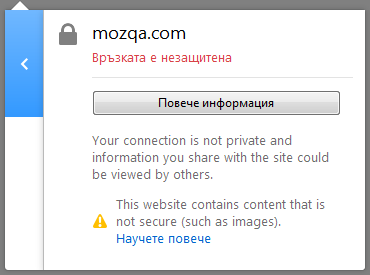 mozqa.com
Връзката е незащитена
Повече информация
Your connection is not private and
information you share with the site could
be viewed by others.
This website contains content that is
not secure (such as images).
Научете повече